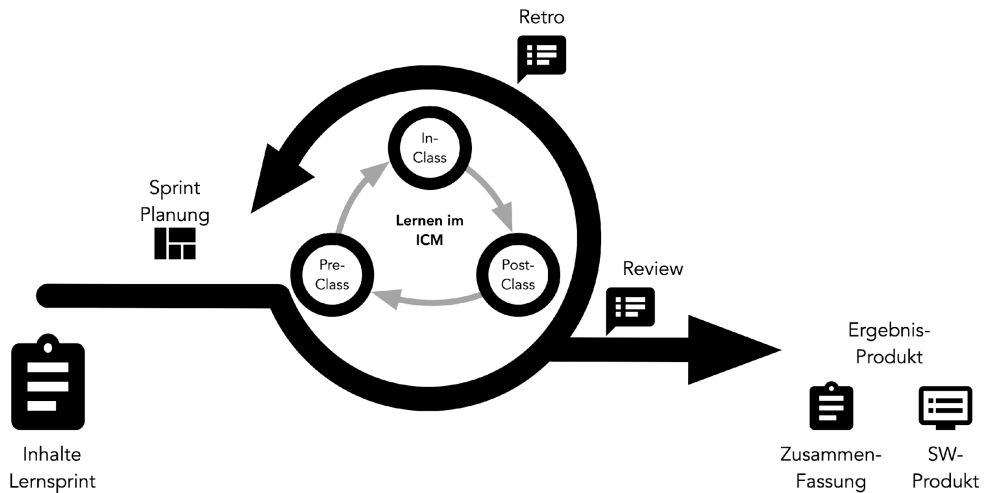 Retro
In-
Class
Sprint
Planung
Lernen im
ICM
Pre-
Class
Post-
Class
Review
Ergebnis-
Produkt
Inhalte
Lernsprint
Zusammen-
Fassung
SW-
Produkt